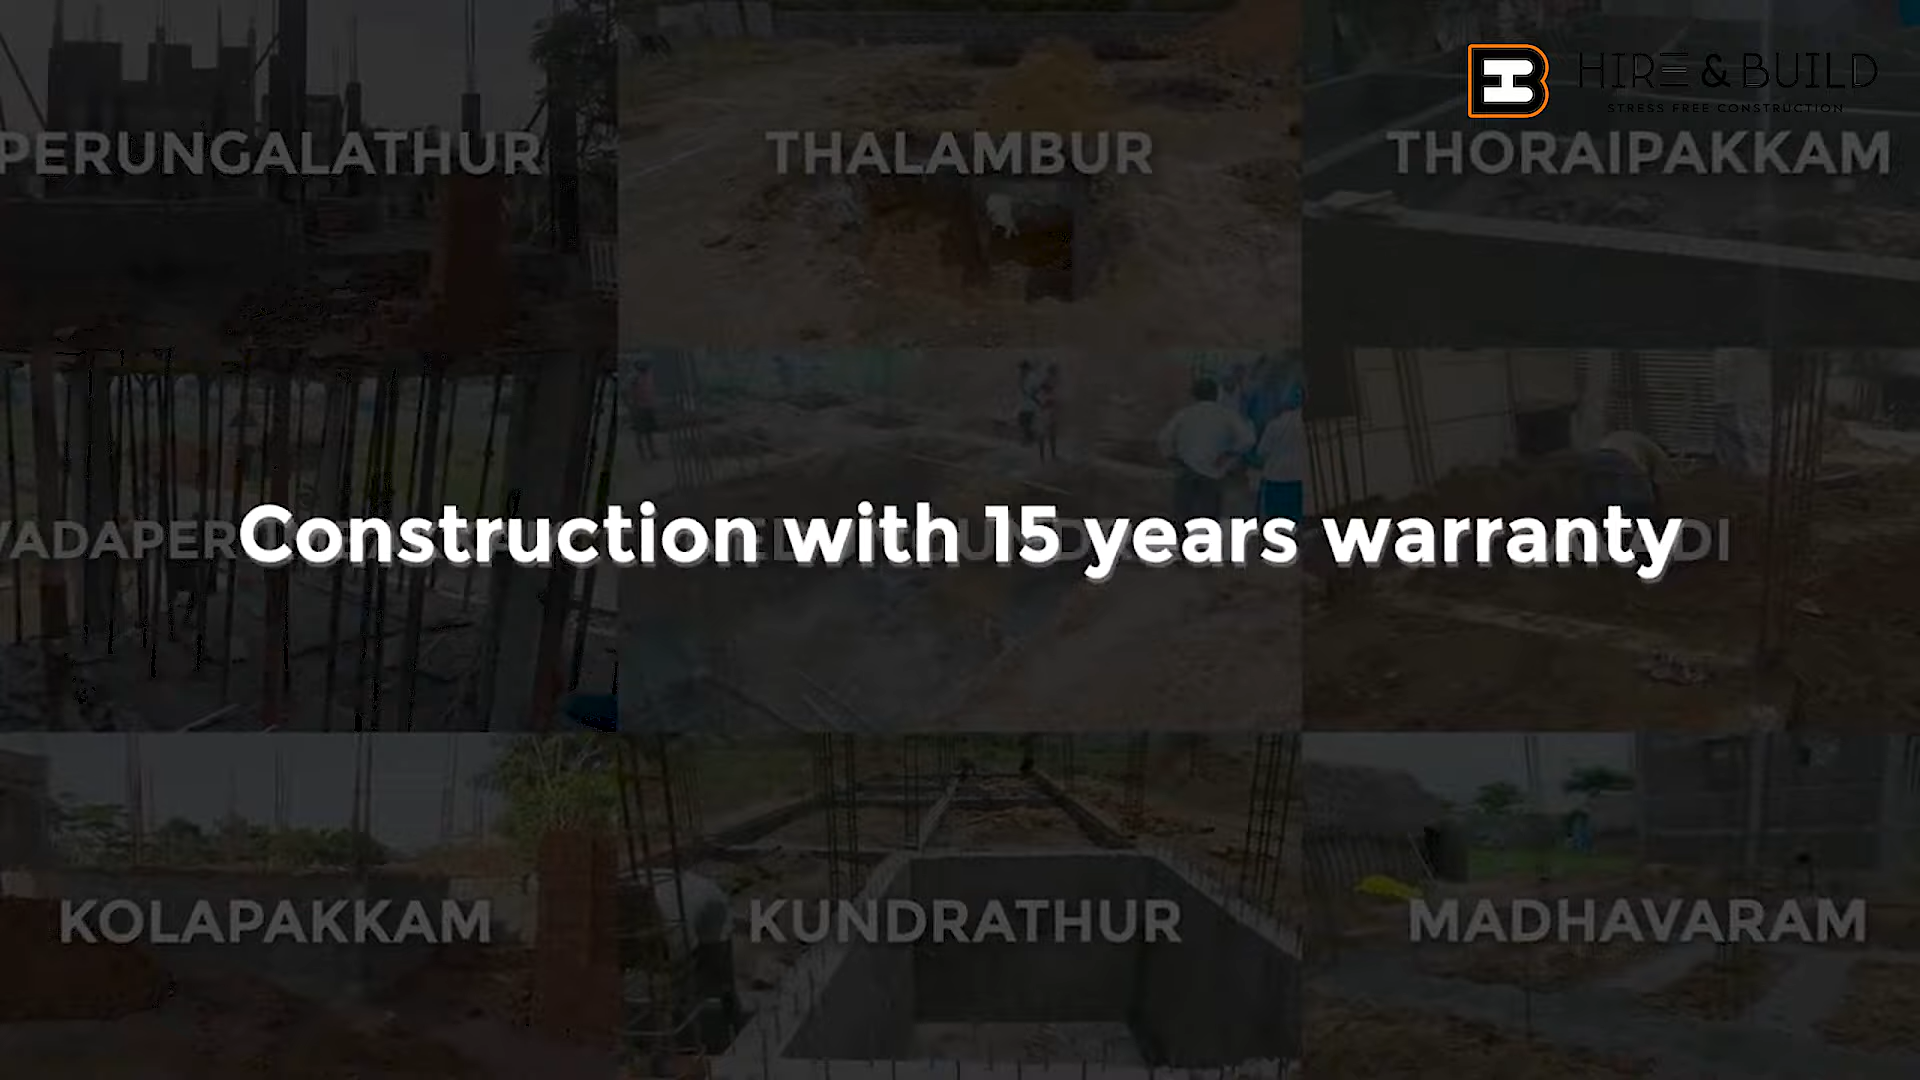 HIRE & BUILD
STRESS FREE CONSTRUCTION
PERUNGALATHUR
THALAMBUR
THORAIPAKKAM
Construction with 15 years warranty
KOLAPAKKAM
KUNDRATHUR
MADHAVARAM